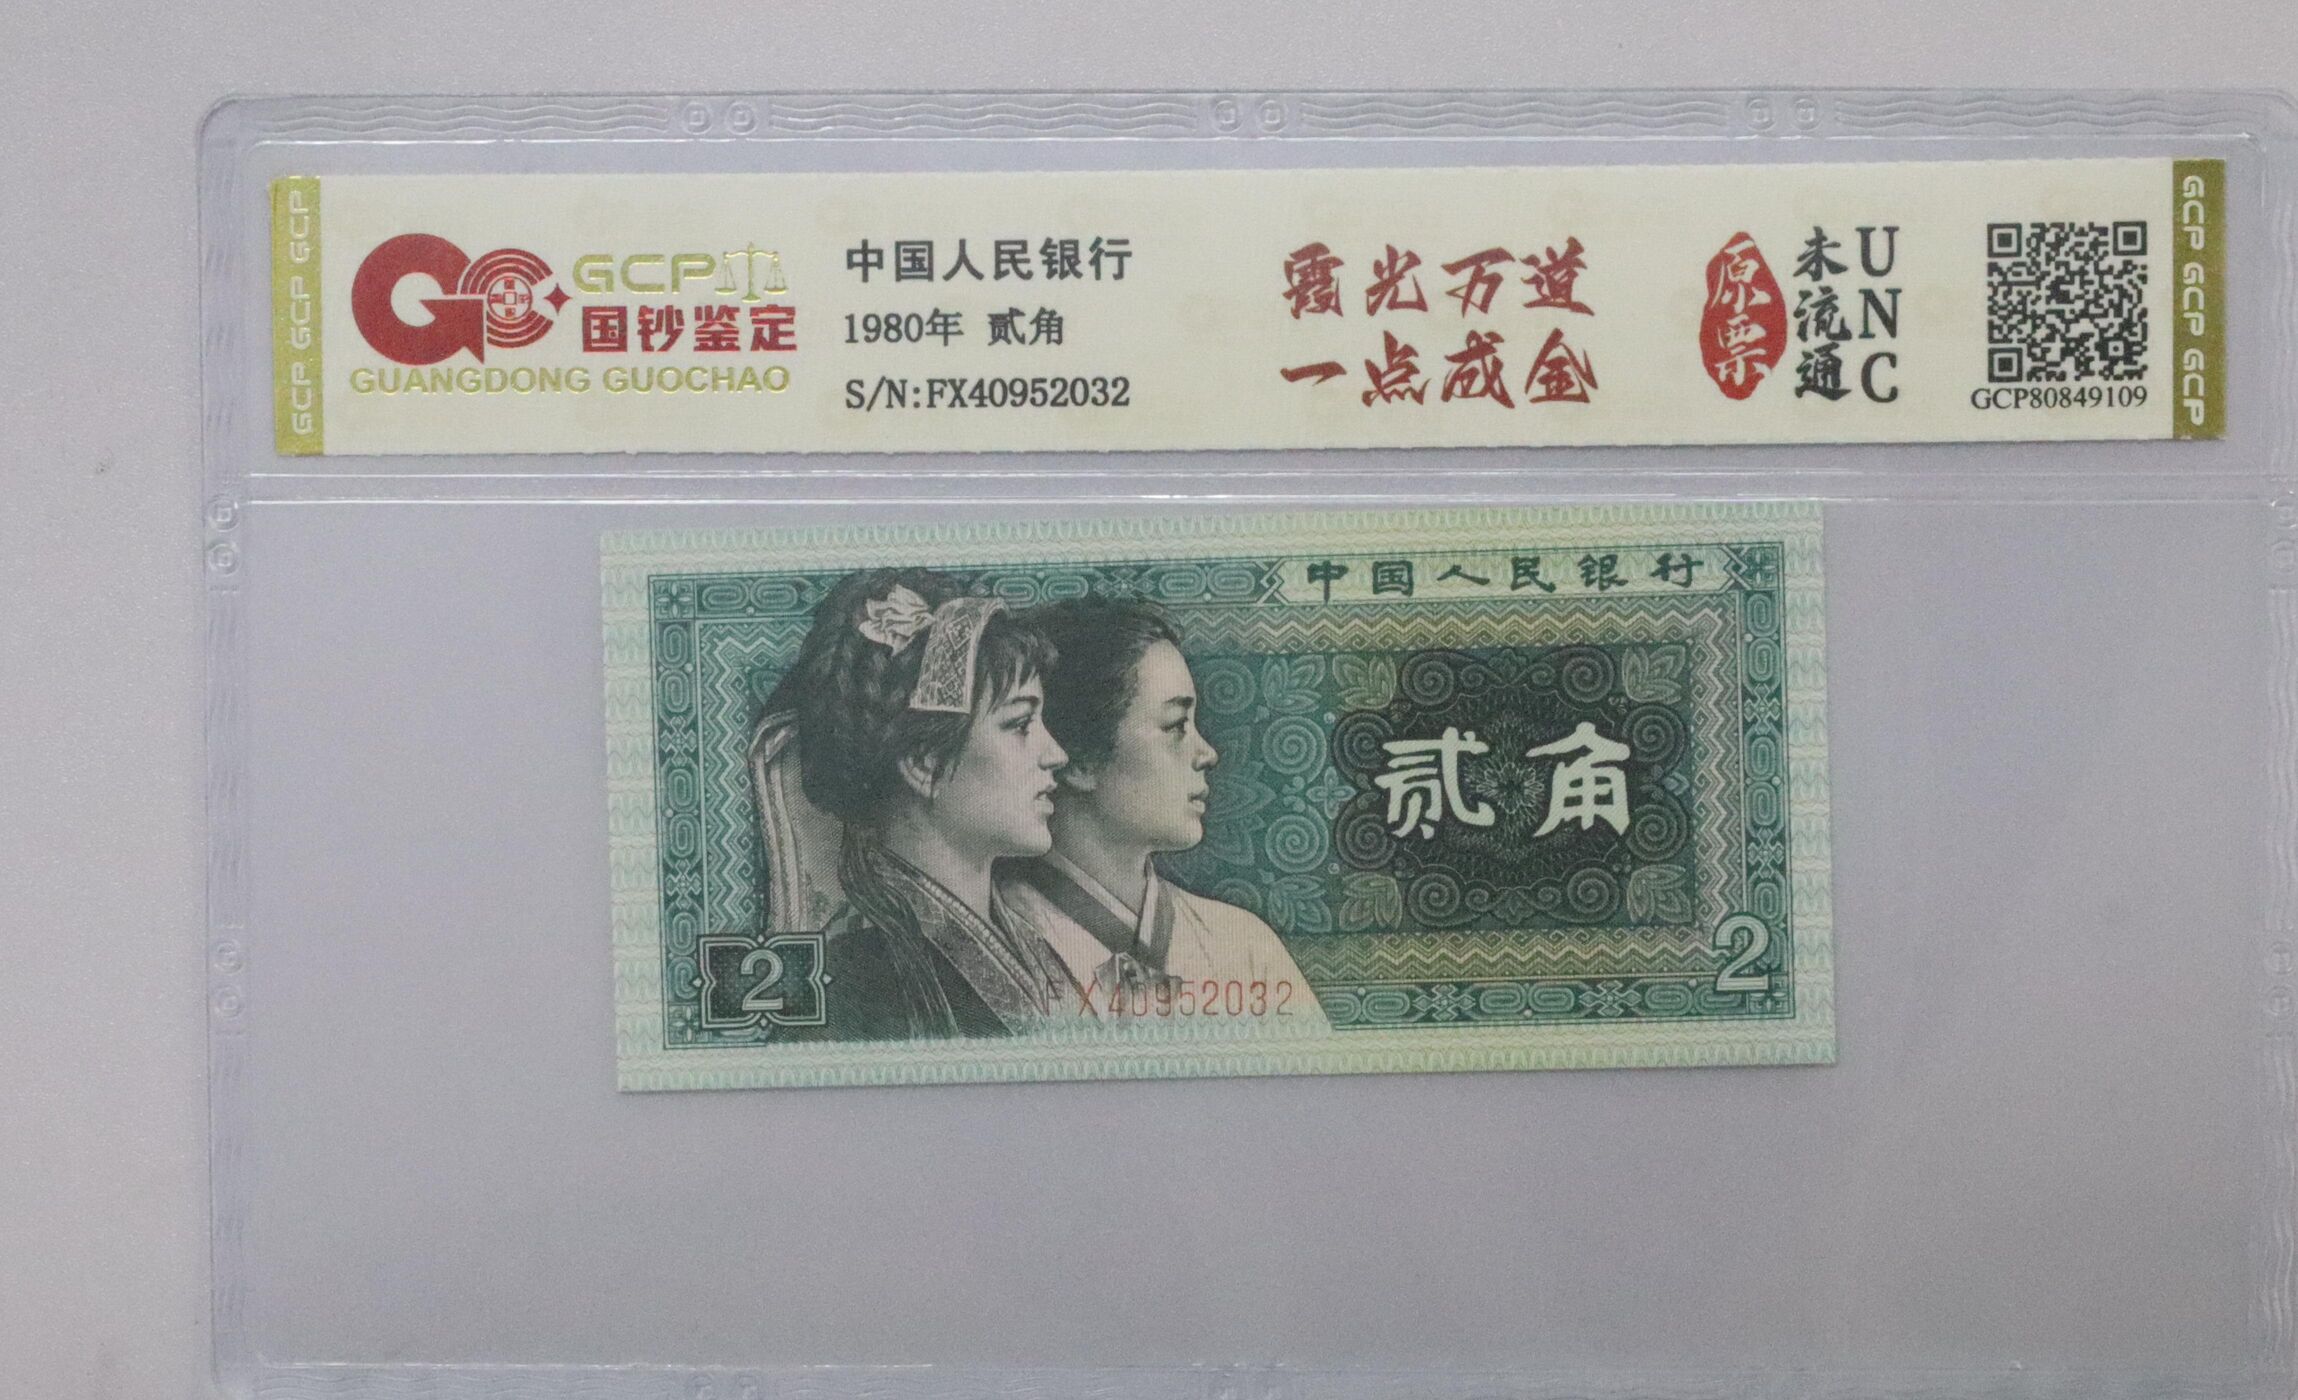 GCP GCP GCP
GCP
国钞鉴定
GUANGDONG GUOCHAO
中国人民银行
1980年 贰角
S/N:FX40952032
霞光万道
一点成金
原票
未流通
UNC
GCP80849109
GCP GCP GCP
中国人民银行
贰角
2
FX40952032
2